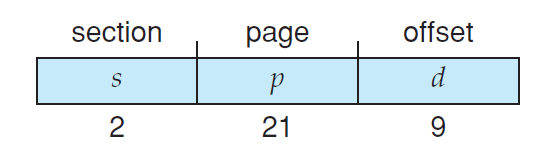 section page offset
s p d
2 21 9